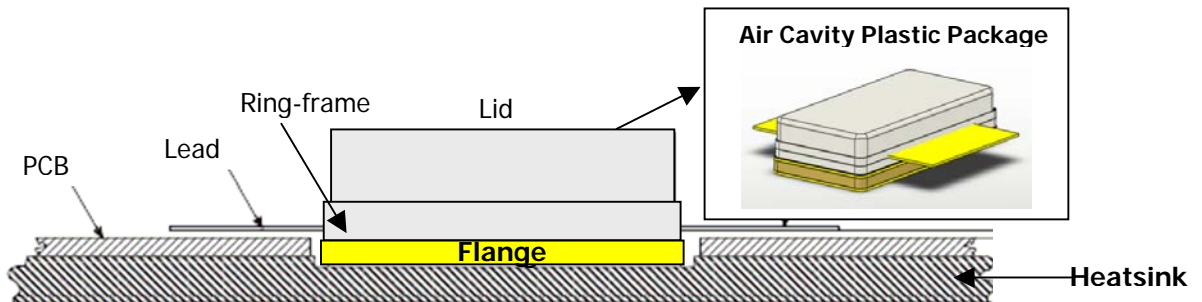 Air Cavity Plastic Package
Ring-frame
Lid
Lead
PCB
Flange
Heatsink